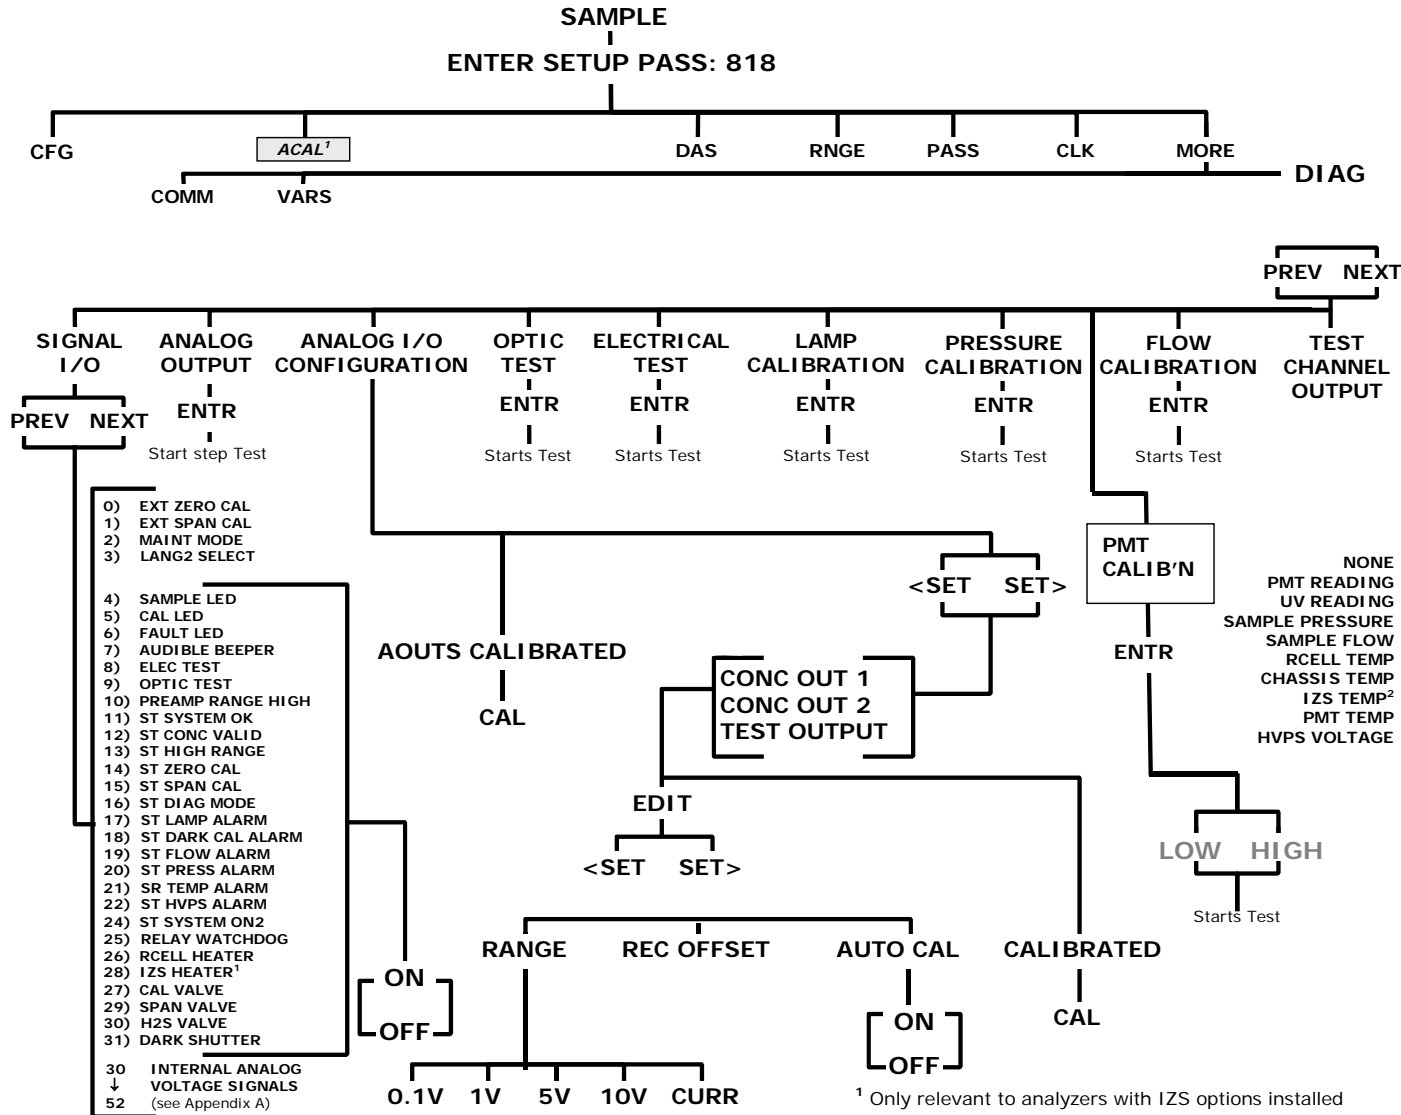 SAMPLE
ENTER SETUP PASS: 818
CFG
ACAL¹
DAS
RNGE
PASS
CLK
MORE
COMM
VARS
DIAG
PREV NEXT
SIGNAL
I/O
ANALOG
OUTPUT
ANALOG I/O
CONFIGURATION
OPTIC
TEST
ELECTRICAL
TEST
LAMP
CALIBRATION
PRESSURE
CALIBRATION
FLOW
CALIBRATION
TEST
CHANNEL
OUTPUT
PREV NEXT
ENTR
Start step Test
ENTR
Starts Test
ENTR
Starts Test
ENTR
Starts Test
ENTR
Starts Test
ENTR
Starts Test
0) EXT ZERO CAL
1) EXT SPAN CAL
2) MAINT MODE
3) LANG2 SELECT
4) SAMPLE LED
5) CAL LED
6) FAULT LED
7) AUDIBLE BEEPER
8) ELEC TEST
9) OPTIC TEST
10) PREAMP RANGE HIGH
11) ST SYSTEM OK
12) ST CONC VALID
13) ST HIGH RANGE
14) ST ZERO CAL
15) ST SPAN CAL
16) ST DIAG MODE
17) ST LAMP ALARM
18) ST DARK CAL ALARM
19) ST FLOW ALARM
20) ST PRESS ALARM
21) SR TEMP ALARM
22) ST HVPS ALARM
24) ST SYSTEM ON2
25) RELAY WATCHDOG
26) RCELL HEATER
28) IZS HEATER¹
27) CAL VALVE
29) SPAN VALVE
30) H2S VALVE
31) DARK SHUTTER
30 INTERNAL ANALOG
↓ VOLTAGE SIGNALS
52 (see Appendix A)
ON
OFF
AOUTS CALIBRATED
CAL
<SET SET>
CONC OUT 1
CONC OUT 2
TEST OUTPUT
EDIT
<SET SET>
RANGE
REC OFFSET
AUTO CAL
CALIBRATED
ON
OFF
CAL
0.1V
1V
5V
10V
CURR
PMT
CALIB'N
ENTR
LOW HIGH
Starts Test
NONE
PMT READING
UV READING
SAMPLE PRESSURE
SAMPLE FLOW
RCELL TEMP
CHASSIS TEMP
IZS TEMP²
PMT TEMP
HVPS VOLTAGE
¹ Only relevant to analyzers with IZS options installed